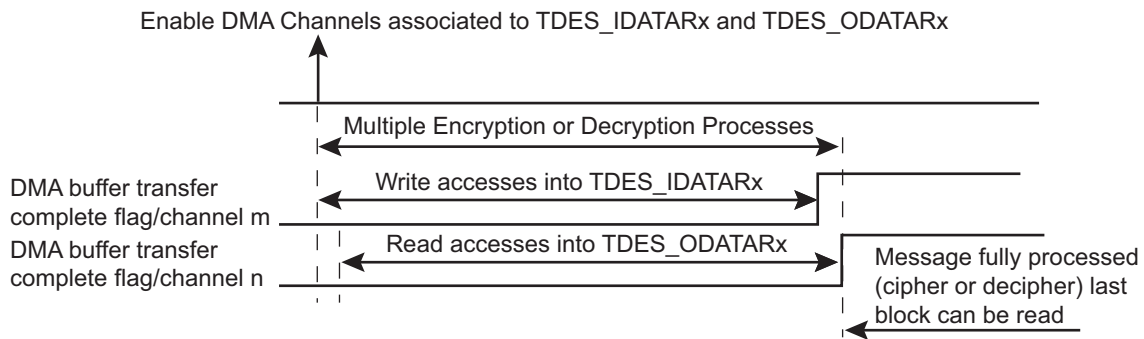 Enable DMA Channels associated to TDES_IDATARx and TDES_ODATARx
Multiple Encryption or Decryption Processes
DMA buffer transfer
complete flag/channel m
Write accesses into TDES_IDATARx
DMA buffer transfer
complete flag/channel n
Read accesses into TDES_ODATARx
Message fully processed
(cipher or decipher) last
block can be read